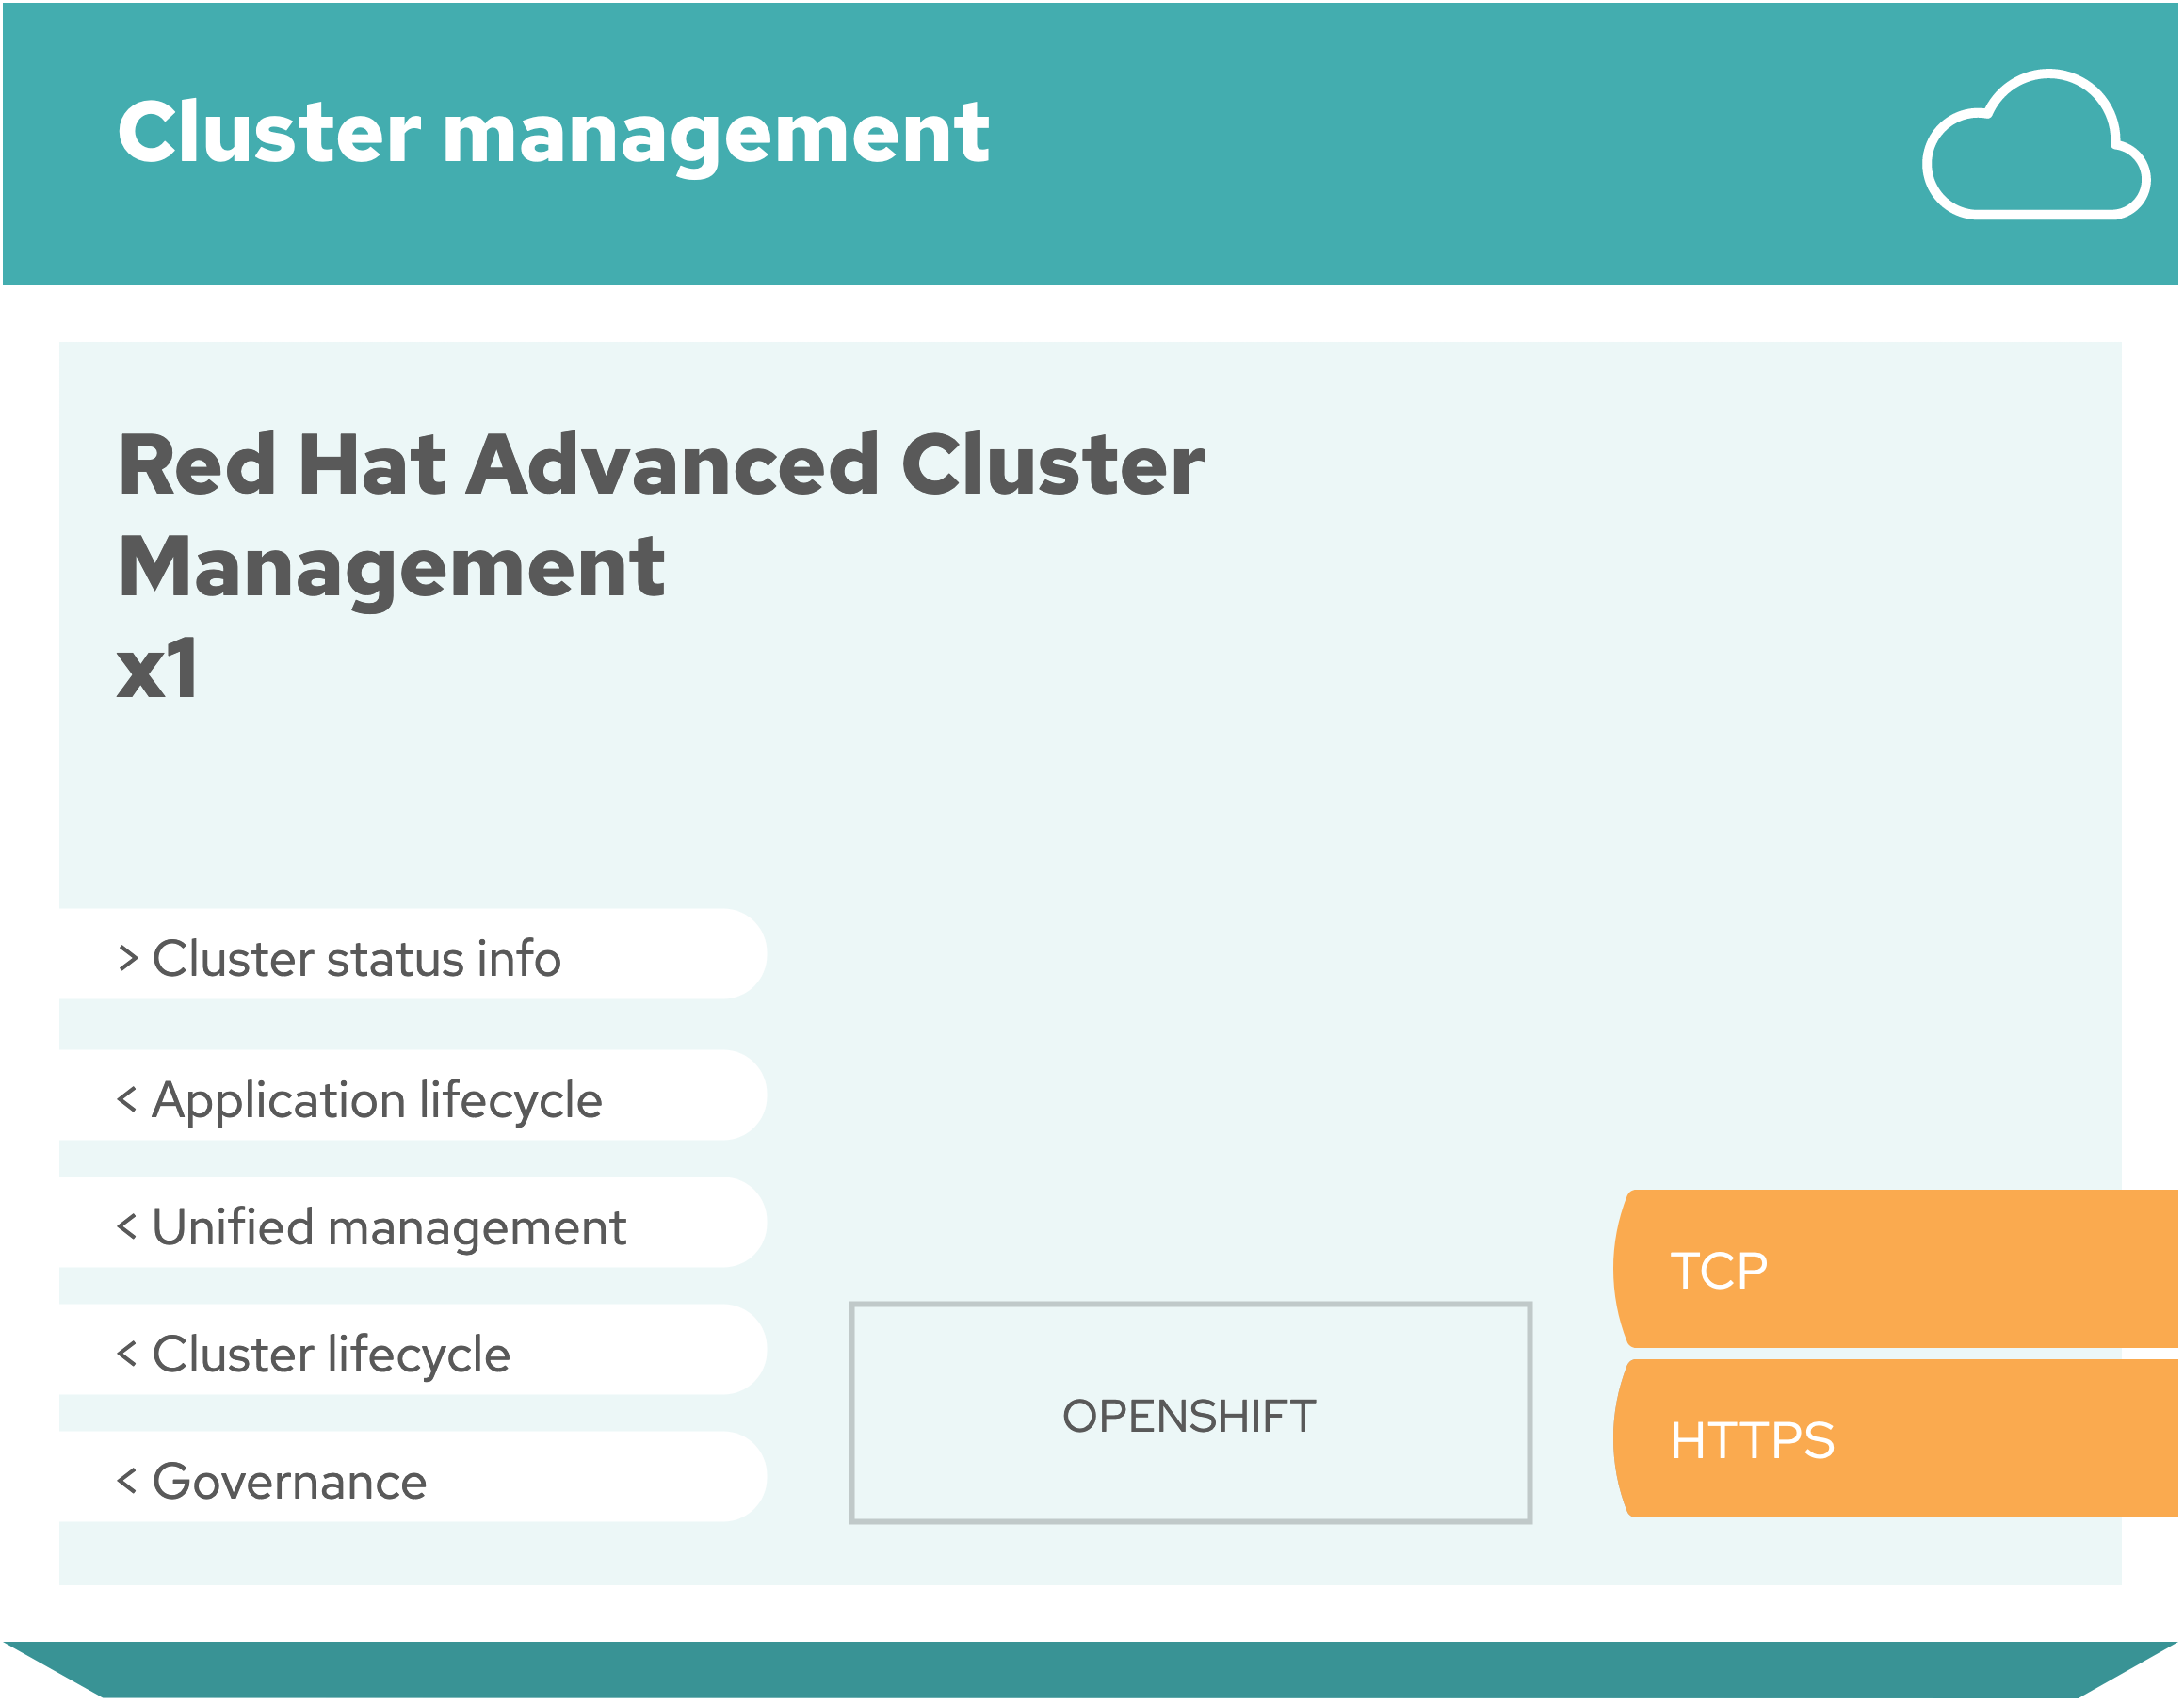 Cluster management
Red Hat Advanced Cluster
Management
x1
> Cluster status info
< Application lifecycle
< Unified management
< Cluster lifecycle
< Governance
OPENSHIFT
TCP
HTTPS